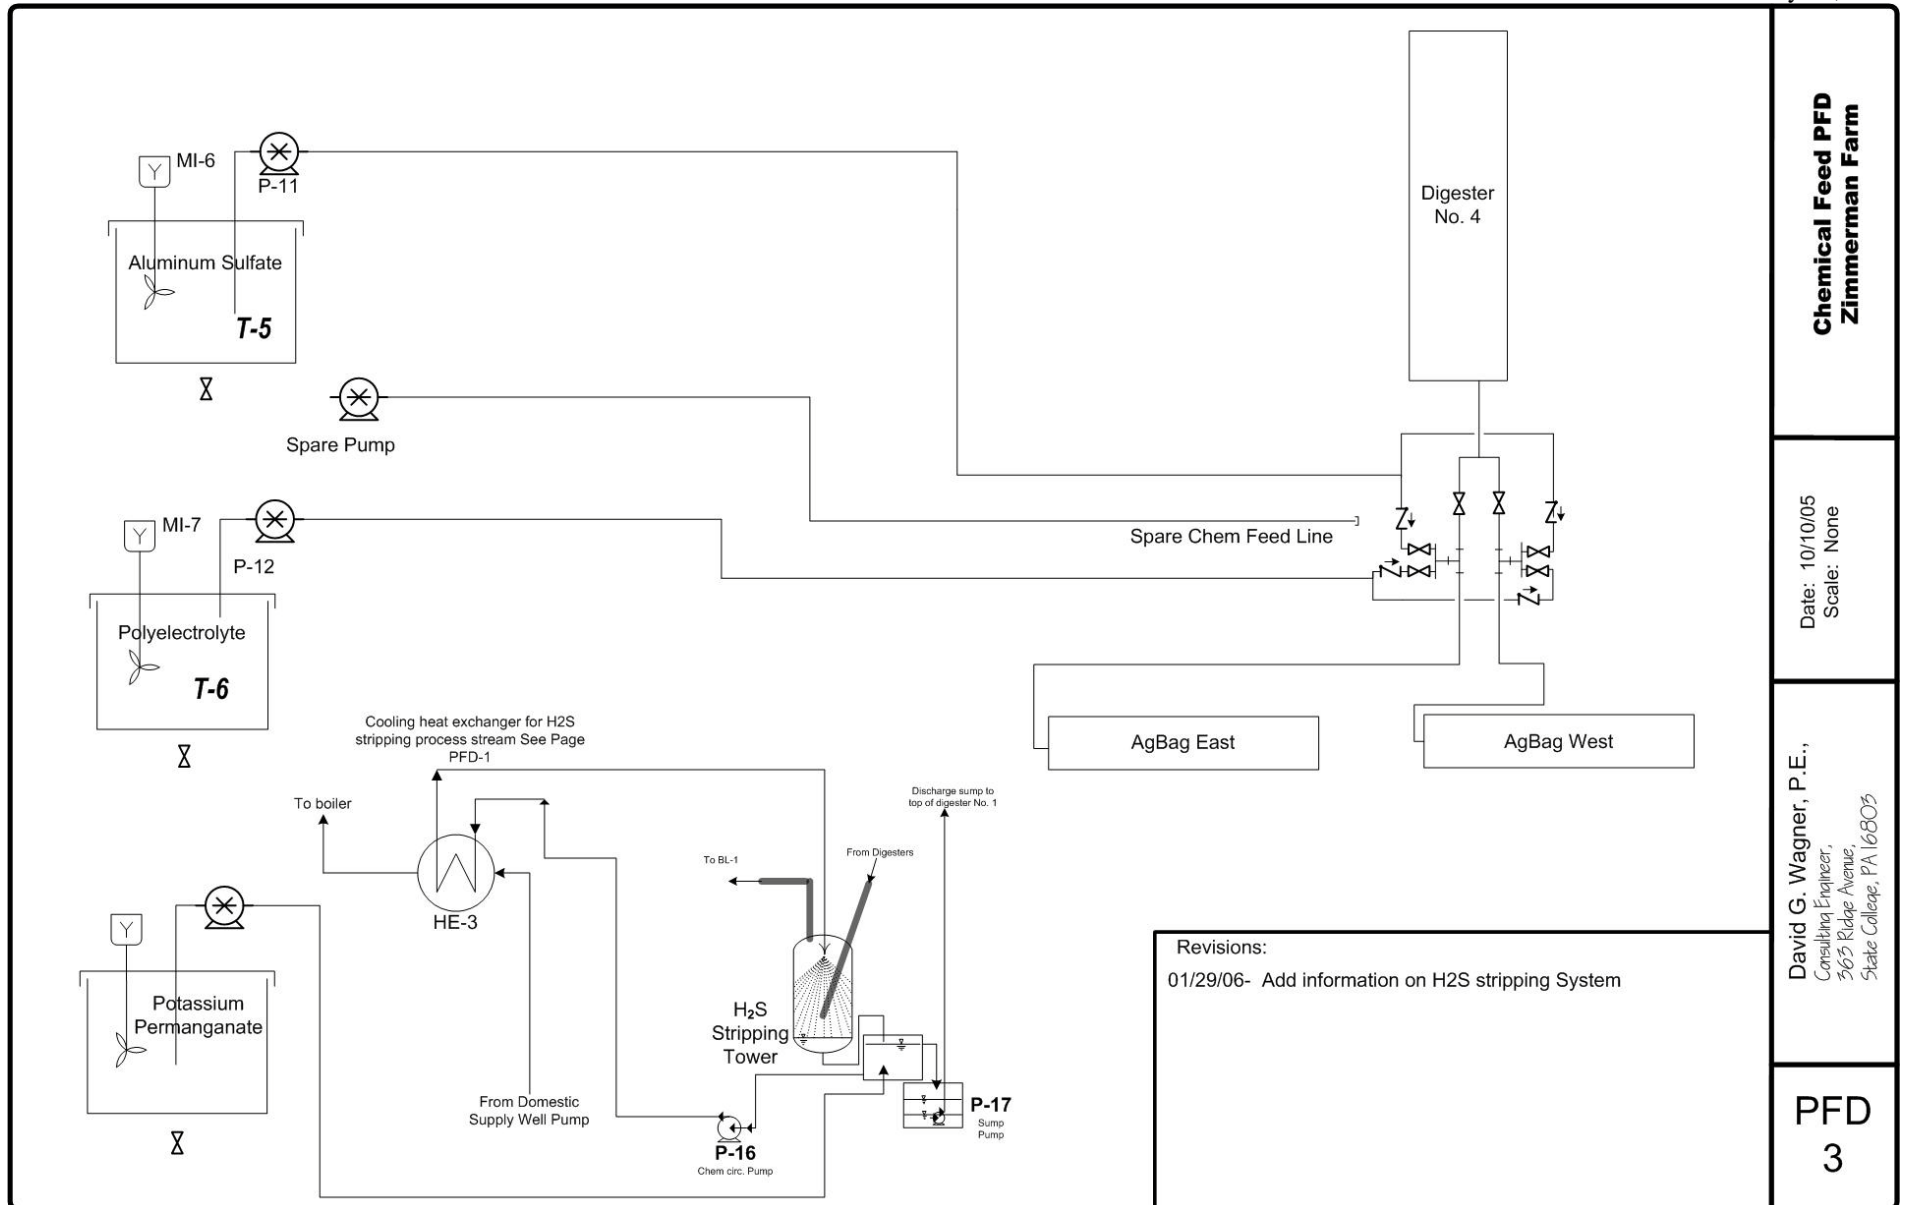 MI-6
P-11
Aluminum Sulfate
T-5
Spare Pump
MI-7
P-12
Polyelectrolyte
T-6
Digester
No. 4
Spare Chem Feed Line
AgBag East
AgBag West
Cooling heat exchanger for H2S
stripping process stream See Page
PFD-1
To boiler
HE-3
To BL-1
From Digesters
Discharge sump to
top of digester No. 1
Potassium
Permanganate
H₂S
Stripping
Tower
From Domestic
Supply Well Pump
P-16
Chem circ. Pump
P-17
Sump
Pump
Revisions:
01/29/06- Add information on H2S stripping System
Chemical Feed PFD
Zimmerman Farm
Date: 10/10/05
Scale: None
David G. Wagner, P.E.,
Consulting Engineer,
363 Ridge Avenue,
State College, PA 16803
PFD
3